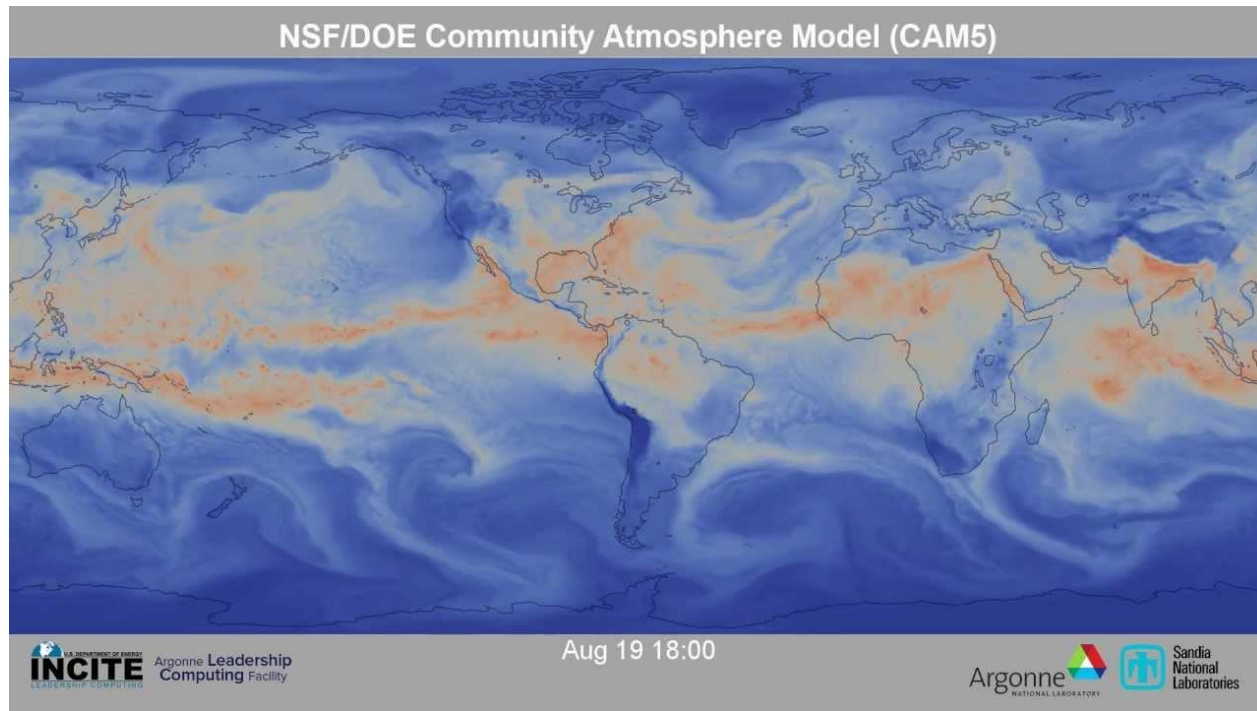 NSF/DOE Community Atmosphere Model (CAM5)
Aug 19 18:00
U.S. DEPARTMENT OF ENERGY
INCITE
LEADERSHIP COMPUTING
Argonne Leadership
Computing Facility
Argonne
NATIONAL LABORATORY
Sandia
National
Laboratories